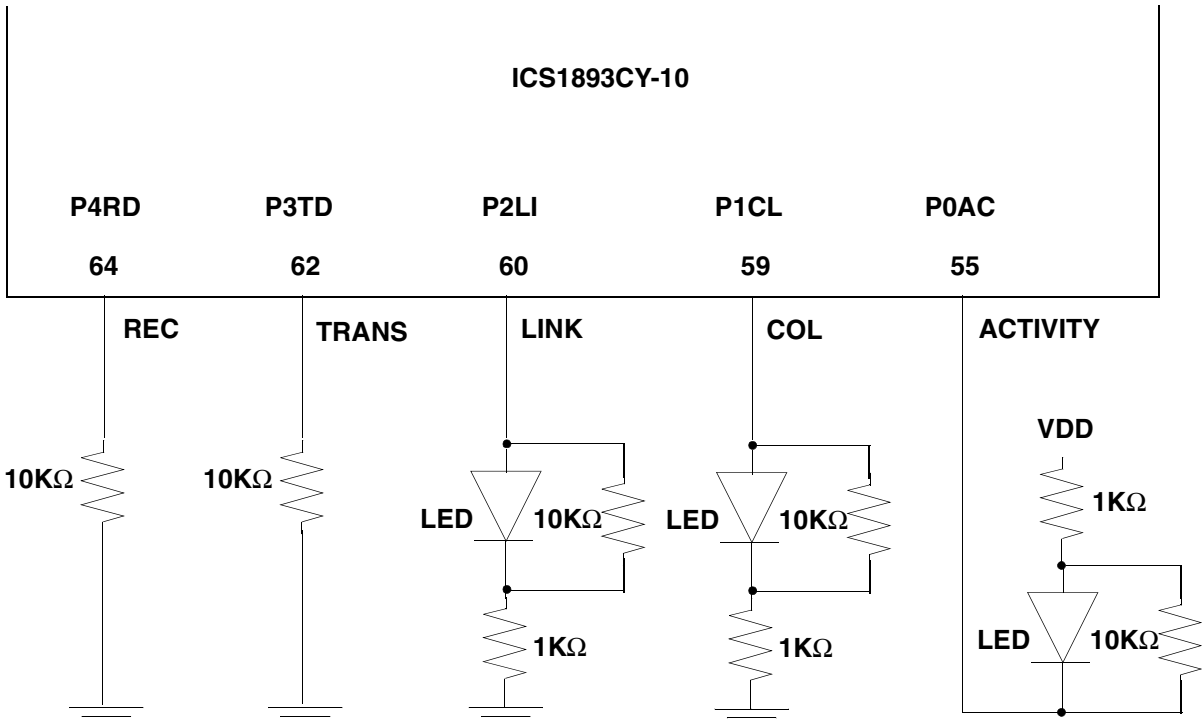 ICS1893CY-10
P4RD P3TD P2LI P1CL P0AC
64 62 60 59 55
REC TRANS LINK COL ACTIVITY
VDD
10KΩ 10KΩ
1KΩ
LED 10KΩ LED 10KΩ
1KΩ 1KΩ LED 10KΩ